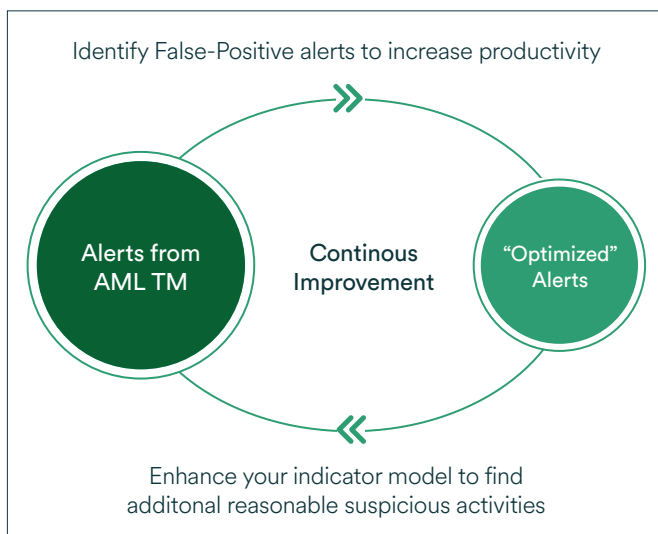 Identify False-Positive alerts to increase productivity
Alerts from
AML TM
Continous
Improvement
“Optimized”
Alerts
Enhance your indicator model to find
additonal reasonable suspicious activities